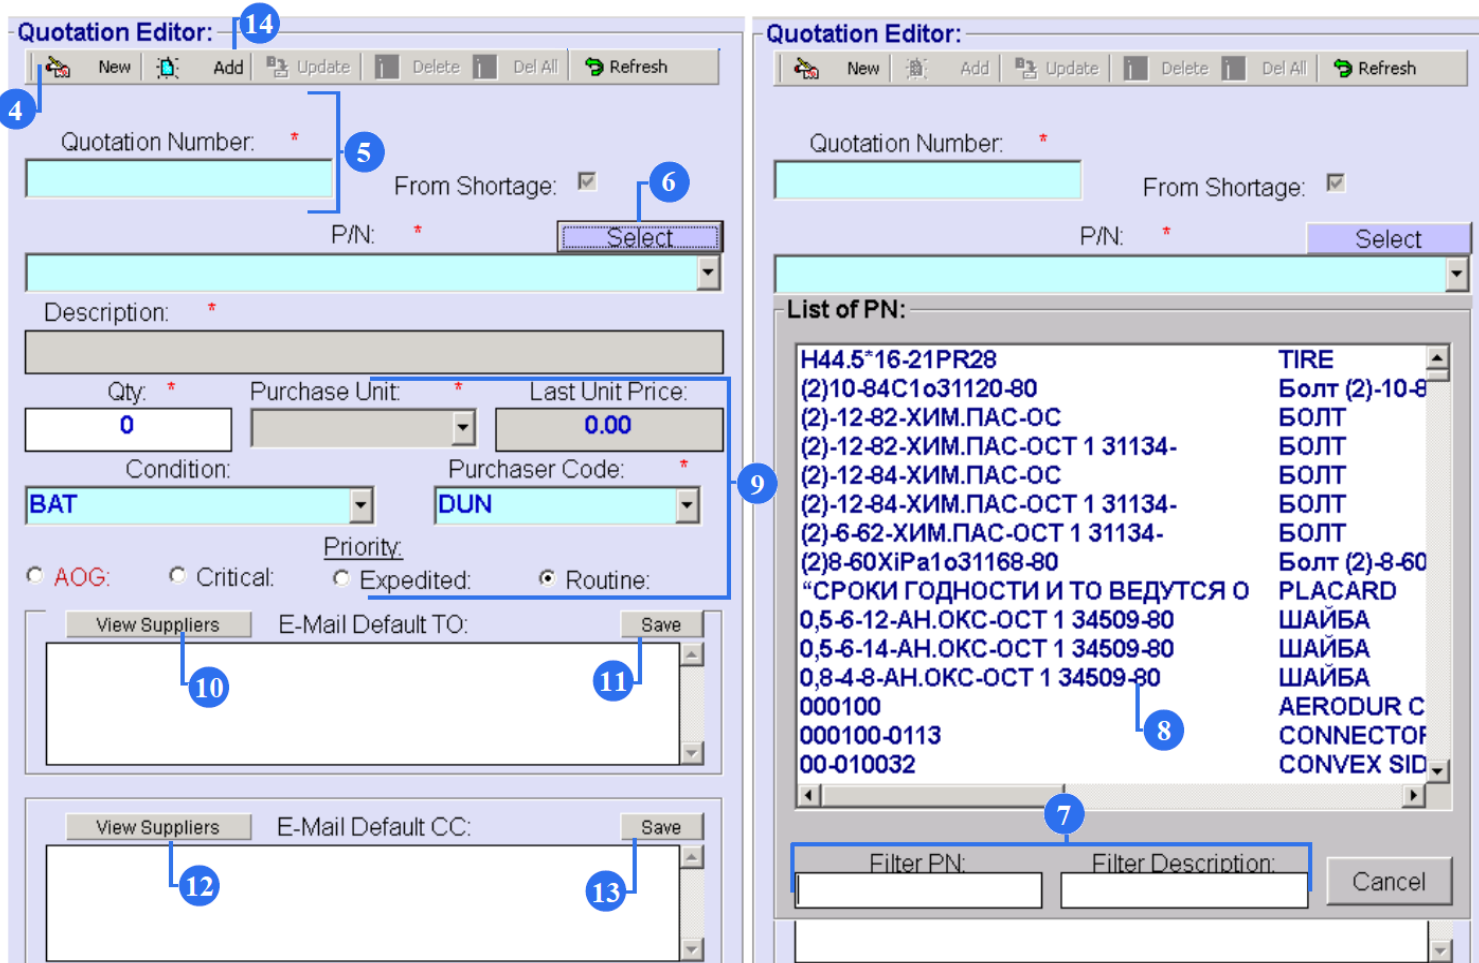 Quotation Editor:
14
New
Add
Update
Delete
Del All
Refresh
4
Quotation Number: *
5
From Shortage:
6
P/N: *
Select
Description: *
Qty: *
Purchase Unit: *
Last Unit Price:
0
0.00
Condition:
Purchaser Code: *
9
BAT
DUN
Priority:
AOG:
Critical:
Expedited:
Routine:
View Suppliers
E-Mail Default TO:
Save
10
11
View Suppliers
E-Mail Default CC:
Save
12
13
Quotation Editor:
New
Add
Update
Delete
Del All
Refresh
Quotation Number: *
From Shortage:
P/N: *
Select
List of PN:
H44.5*16-21PR28 TIRE
(2)10-84C1o31120-80 Болт (2)-10-8
(2)-12-82-ХИМ.ПАС-ОС БОЛТ
(2)-12-82-ХИМ.ПАС-ОСТ 1 31134- БОЛТ
(2)-12-84-ХИМ.ПАС-ОС БОЛТ
(2)-12-84-ХИМ.ПАС-ОСТ 1 31134- БОЛТ
(2)-6-62-ХИМ.ПАС-ОСТ 1 31134- БОЛТ
(2)8-60XiPa1o31168-80 Болт (2)-8-60
“СРОКИ ГОДНОСТИ И ТО ВЕДУТСЯ О PLACARD
0,5-6-12-АН.ОКС-ОСТ 1 34509-80 ШАЙБА
0,5-6-14-АН.ОКС-ОСТ 1 34509-80 ШАЙБА
0,8-4-8-АН.ОКС-ОСТ 1 34509-80 ШАЙБА
000100 AERODUR C
000100-0113 CONNECTOR
00-010032 CONVEX SID
8
7
Filter PN:
Filter Description:
Cancel